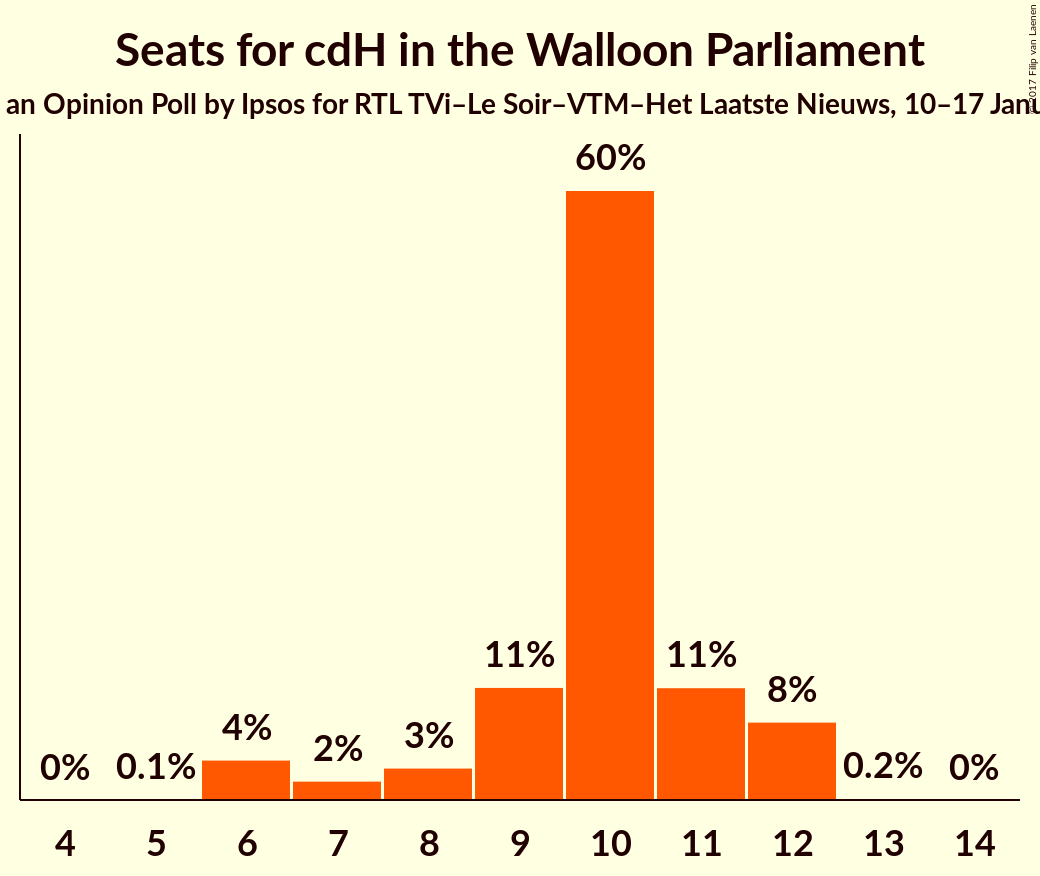 Seats for cdH in the Walloon Parliament
an Opinion Poll by Ipsos for RTL TVi–Le Soir–VTM–Het Laatste Nieuws, 10–17 Janu
© 2017 Filip van Laenen
60%
11% 11%
8%
4% 2% 3%
0% 0.1% 0.2% 0%
4 5 6 7 8 9 10 11 12 13 14